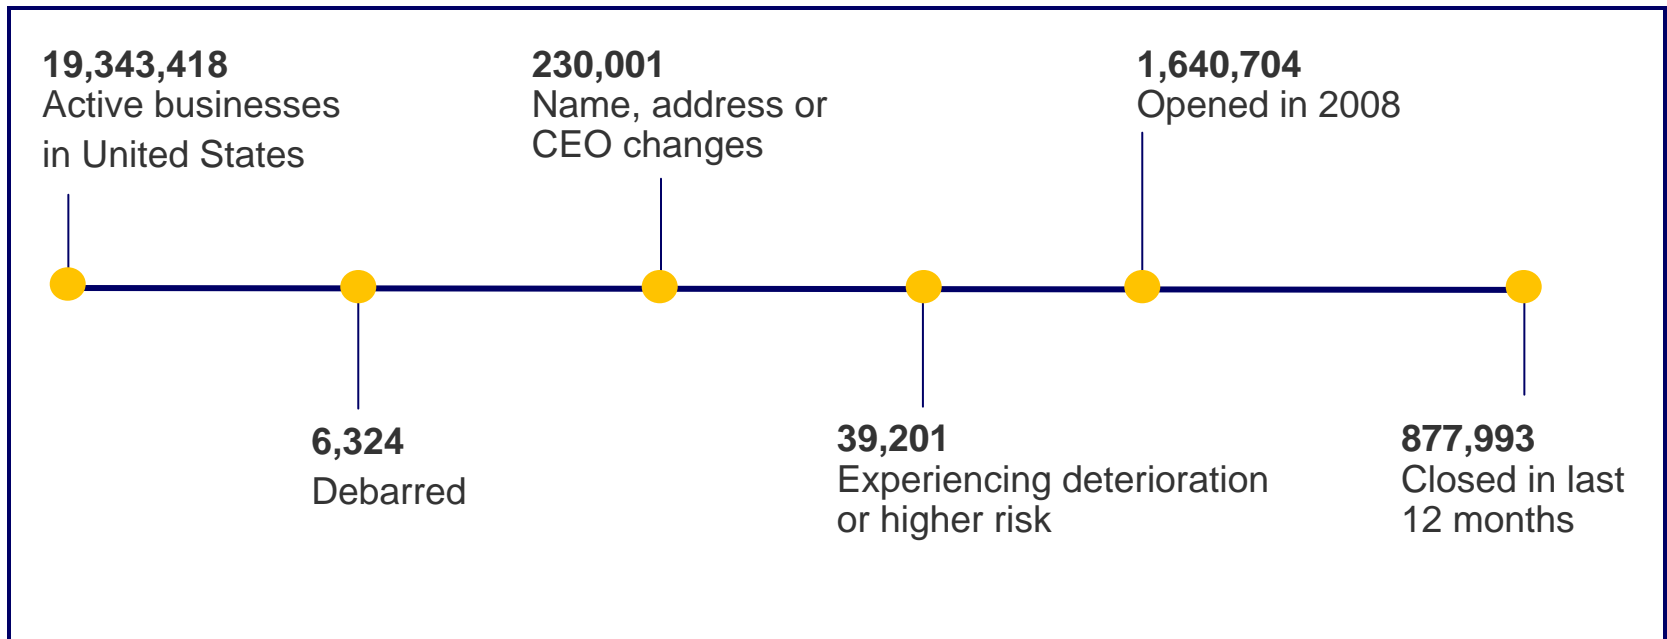 19,343,418
Active businesses
in United States
230,001
Name, address or
CEO changes
1,640,704
Opened in 2008
6,324
Debarred
39,201
Experiencing deterioration
or higher risk
877,993
Closed in last
12 months